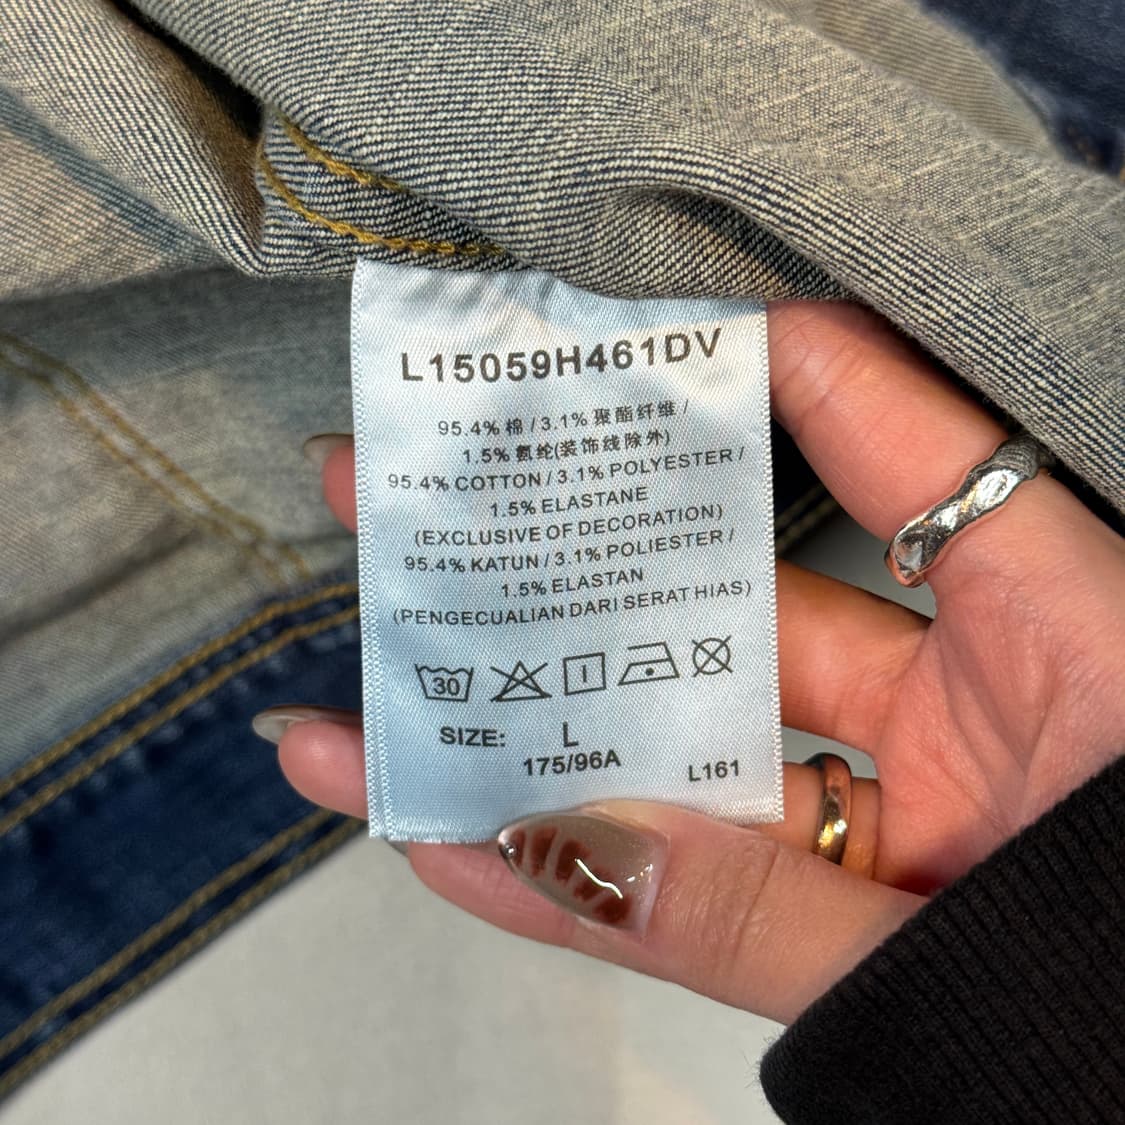 L15059H461DV
95.4% 棉 / 3.1% 聚酯纤维 /
1.5% 氨纶(装饰线除外)
95.4% COTTON / 3.1% POLYESTER /
1.5% ELASTANE
(EXCLUSIVE OF DECORATION)
95.4% KATUN / 3.1% POLIESTER /
1.5% ELASTAN
(PENGECUALIAN DARI SERAT HIAS)
30
SIZE: L
175/96A
L161